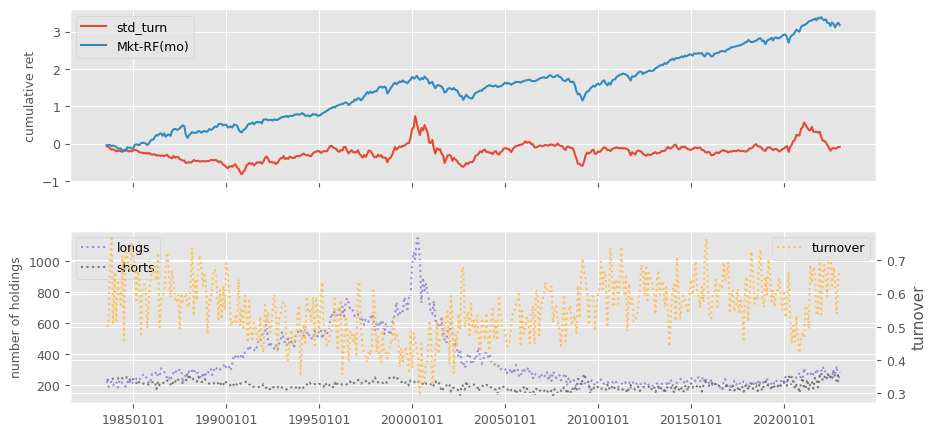 cumulative ret
3
2
1
0
−1
std_turn
Mkt-RF(mo)
number of holdings
1000
800
600
400
200
longs
shorts
turnover
0.7
0.6
0.5
0.4
0.3
turnover
19850101 19900101 19950101 20000101 20050101 20100101 20150101 20200101